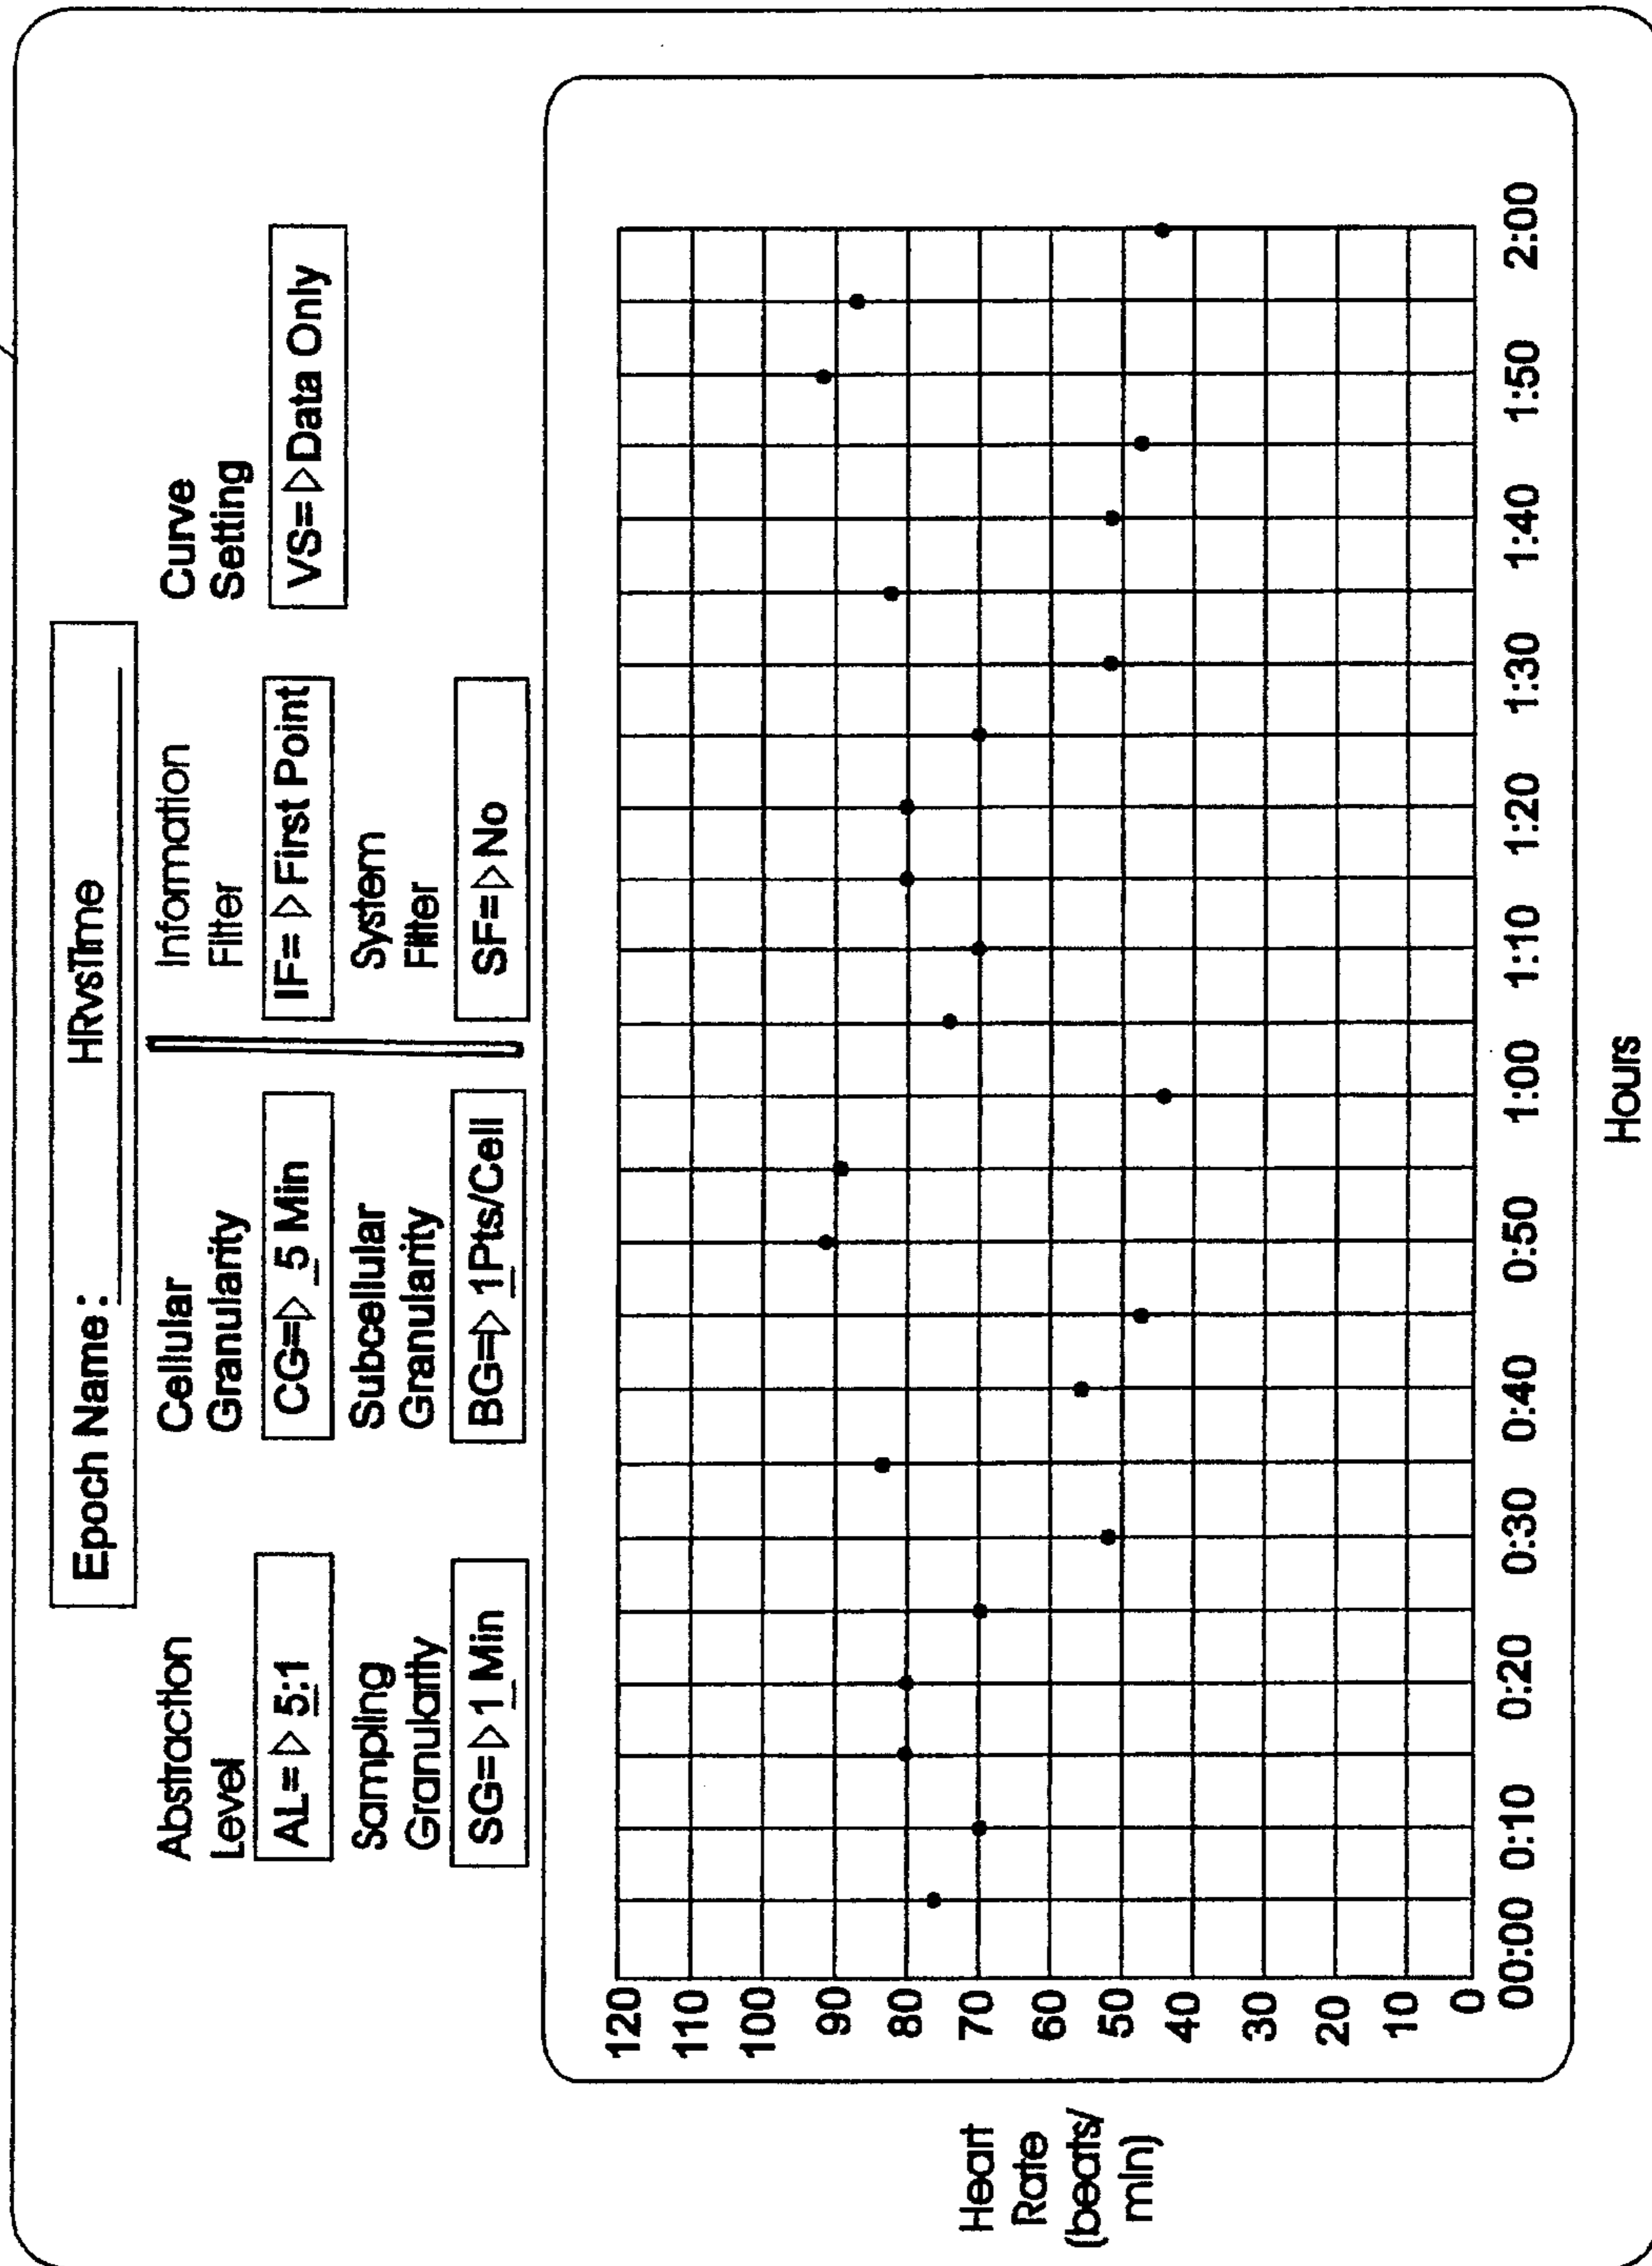 Epoch Name: HRvsTime
Abstraction
Level
AL=▷ 5:1
Sampling
Granularity
SG=▷1 Min
Cellular
Granularity
CG=▷ 5 Min
Subcellular
Granularity
BG=▷ 1Pts/Cell
Information
Filter
IF=▷First Point
System
Filter
SF=▷No
Curve
Setting
VS=▷Data Only
Heart
Rate
(beats/
min)
120
110
100
90
80
70
60
50
40
30
20
10
0
00:00 0:10 0:20 0:30 0:40 0:50 1:00 1:10 1:20 1:30 1:40 1:50 2:00
Hours